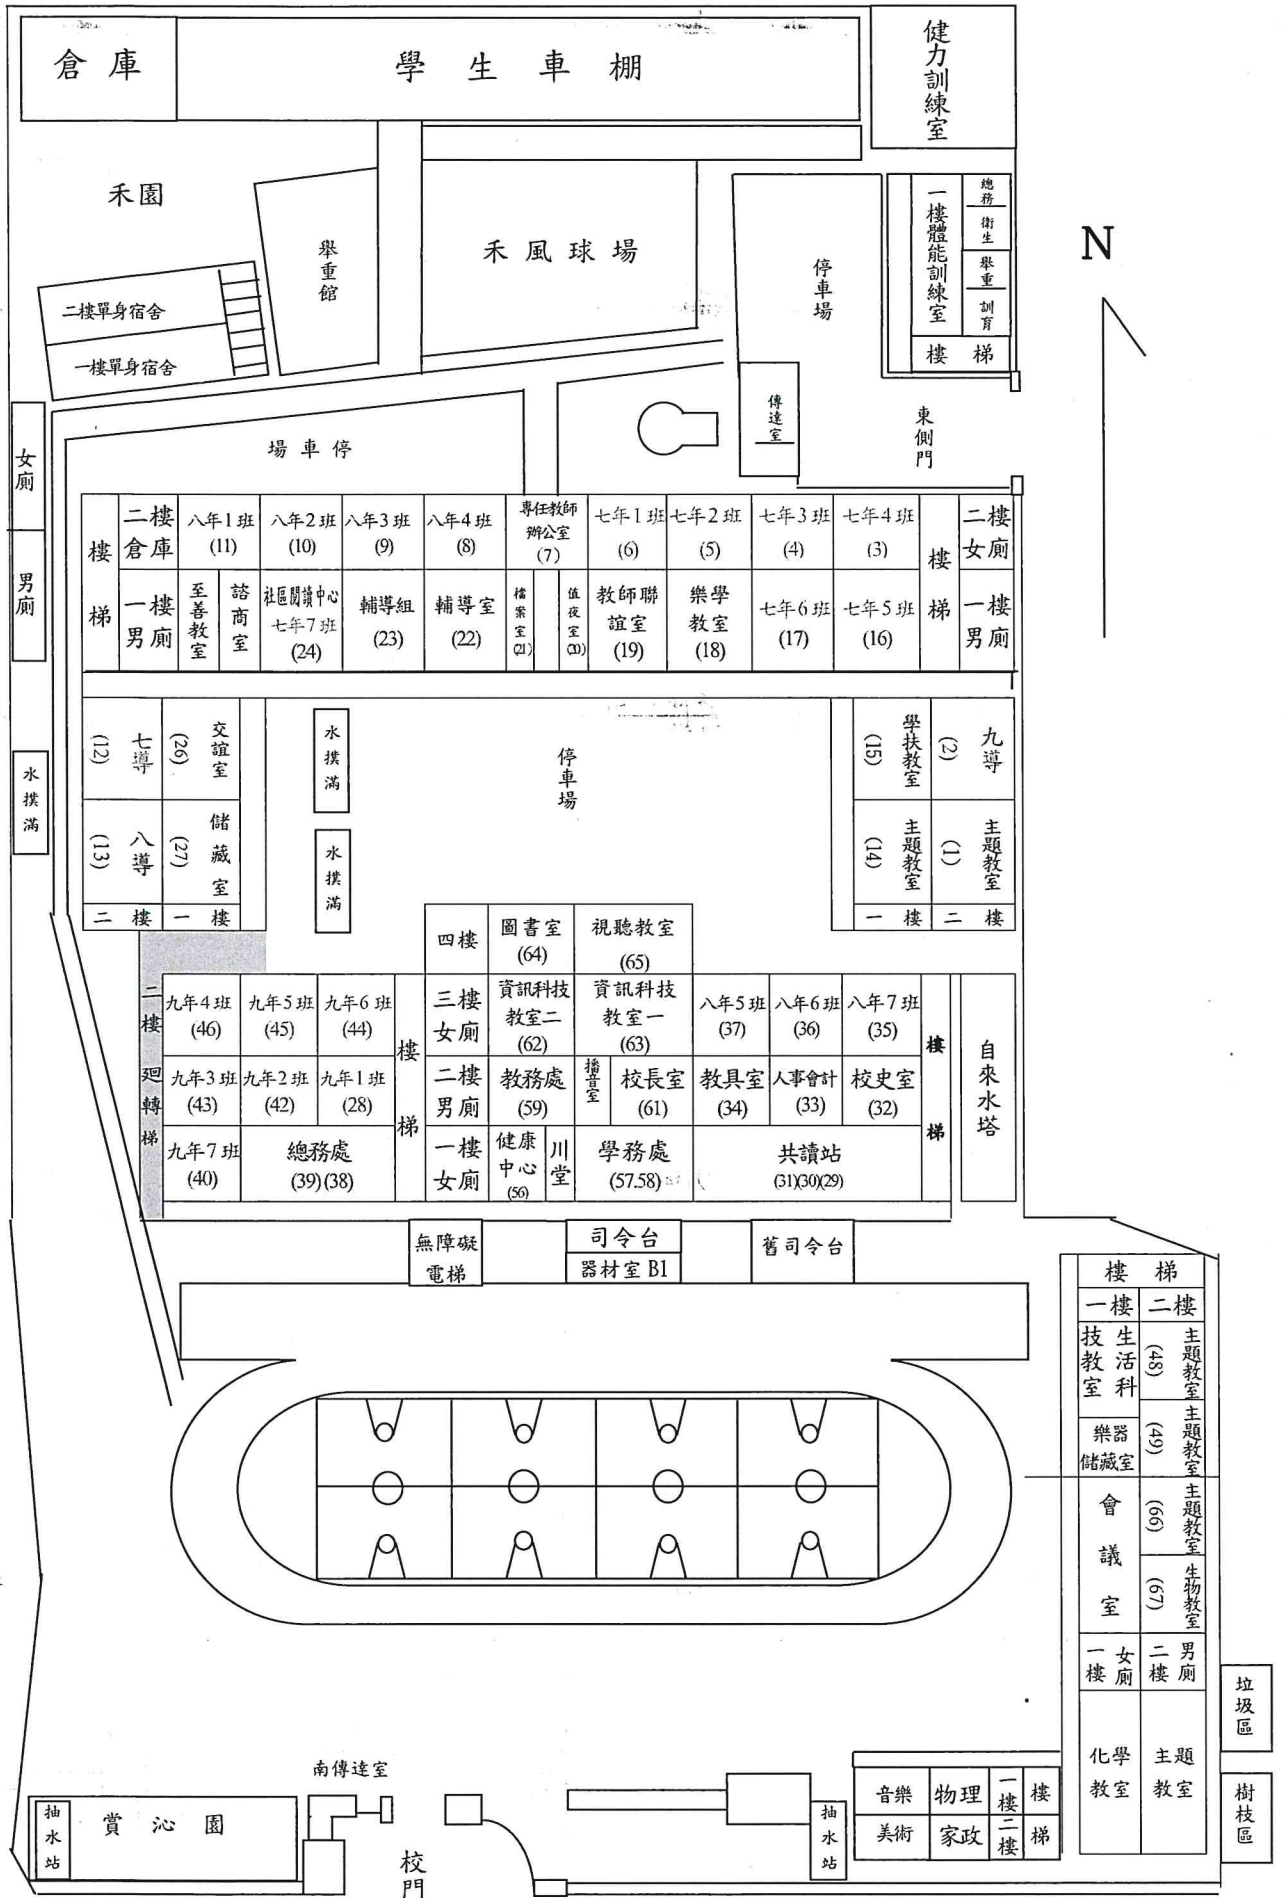 倉庫
學生車棚
健力訓練室
禾園
舉重館
禾風球場
停車場
一樓體能訓練室
總務
衛生
舉重
訓育
樓梯
N
二樓單身宿舍
一樓單身宿舍
傳達室
東側門
場車停
女廁
男廁
樓梯
二樓倉庫
八年1班
(11)
八年2班
(10)
八年3班
(9)
八年4班
(8)
專任教師
辦公室
(7)
七年1班
(6)
七年2班
(5)
七年3班
(4)
七年4班
(3)
樓梯
二樓
女廁
一樓
男廁
至善教室
諮商室
社區閱讀中心
七年7班
(24)
輔導組
(23)
輔導室
(22)
檔案室(21)
值夜室(20)
教師聯
誼室
(19)
樂學
教室
(18)
七年6班
(17)
七年5班
(16)
一樓
男廁
水撲滿
七導
(12)
交誼室
(26)
八導
(13)
儲藏室
(27)
二樓
一樓
水撲滿
水撲滿
停車場
學扶教室
(15)
九導
(2)
主題教室
(14)
主題教室
(1)
一樓
二樓
四樓
圖書室
(64)
視聽教室
(65)
二樓迴轉梯
九年4班
(46)
九年5班
(45)
九年6班
(44)
樓梯
三樓
女廁
資訊科技
教室二
(62)
資訊科技
教室一
(63)
八年5班
(37)
八年6班
(36)
八年7班
(35)
樓梯
自來水塔
九年3班
(43)
九年2班
(42)
九年1班
(28)
二樓
男廁
教務處
(59)
播音室
校長室
(61)
教具室
(34)
人事會計
(33)
校史室
(32)
九年7班
(40)
總務處
(39)(38)
一樓
女廁
健康
中心
(56)
川堂
學務處
(57.58)
共讀站
(31)(30)(29)
無障礙
電梯
司令台
器材室B1
舊司令台
樓梯
一樓
二樓
生活科技教室
主題教室
(48)
樂器
儲藏室
主題教室
(49)
會議室
主題教室
(66)
生物教室
(67)
一樓
女廁
二樓
男廁
化學
教室
主題
教室
垃圾區
樹枝區
南傳達室
抽水站
賞沁園
校門
抽水站
音樂
物理
一樓
樓梯
美術
家政
二樓